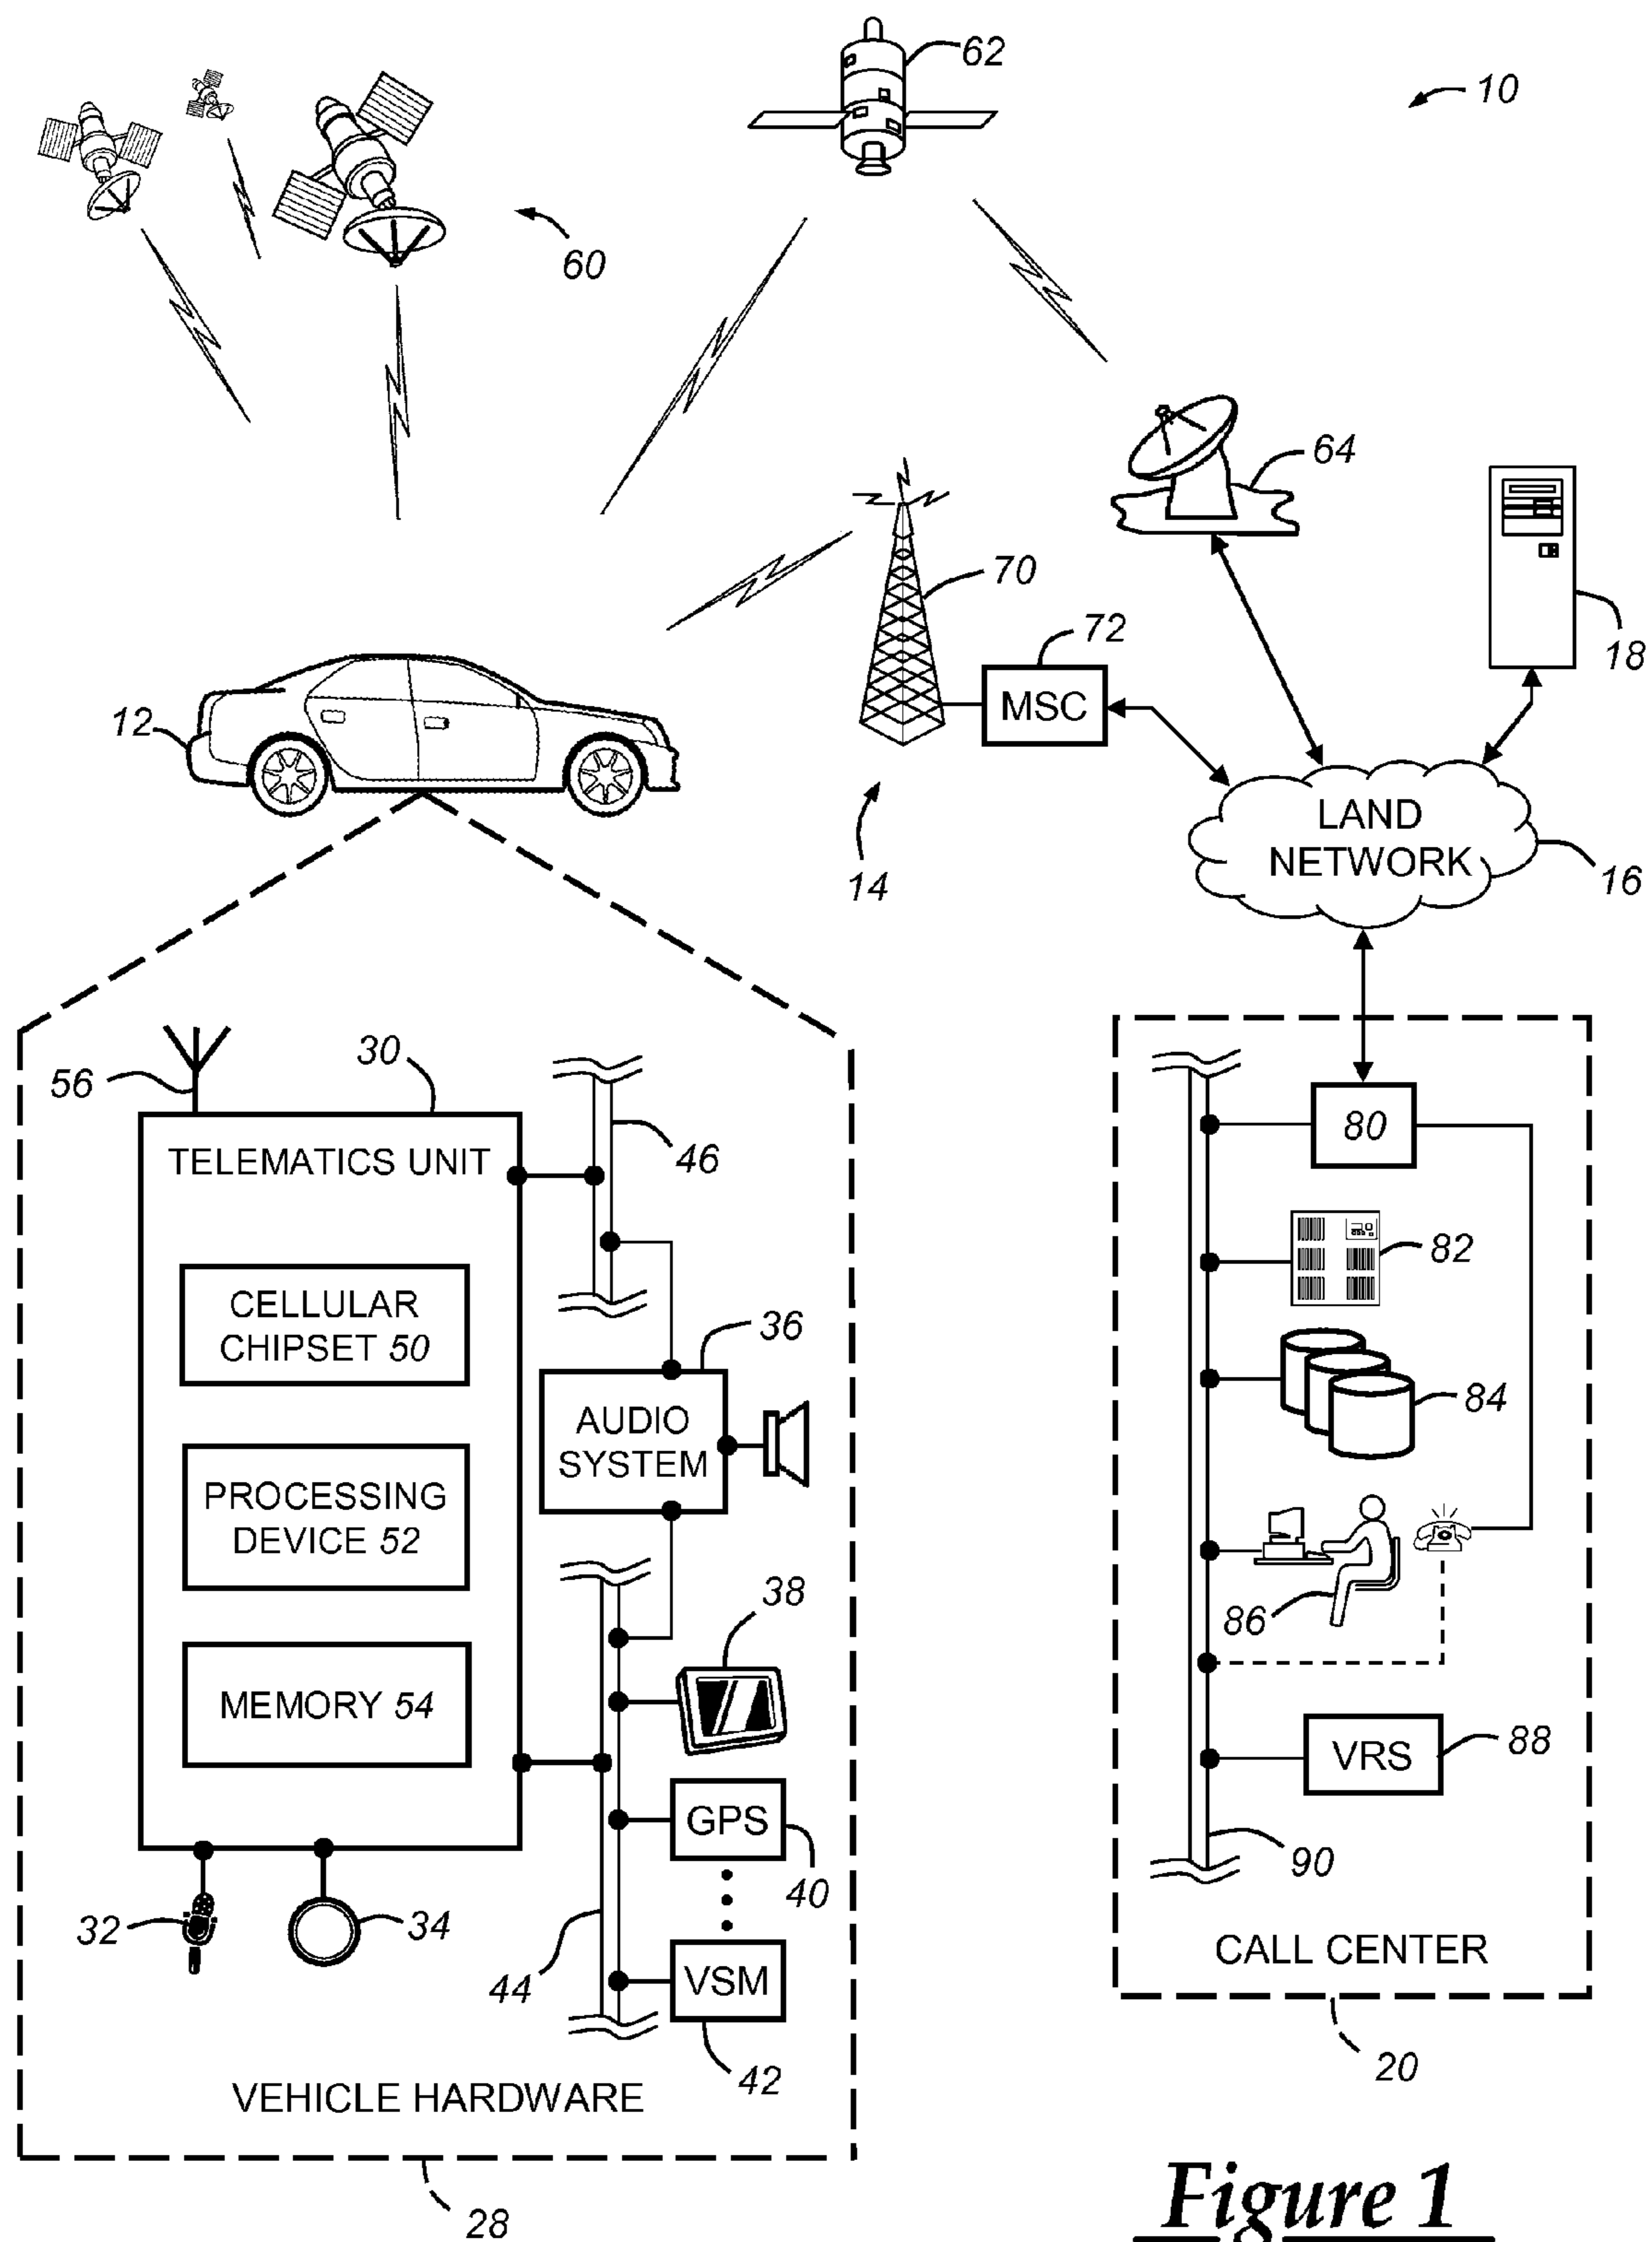 62
10
60
64
70
72
18
MSC
12
LAND
NETWORK
14
16
30
56
TELEMATICS UNIT
46
80
82
CELLULAR
CHIPSET 50
36
AUDIO
SYSTEM
84
PROCESSING
DEVICE 52
38
86
MEMORY 54
VRS
88
GPS
40
90
32
34
44
VSM
CALL CENTER
42
20
VEHICLE HARDWARE
28
Figure 1